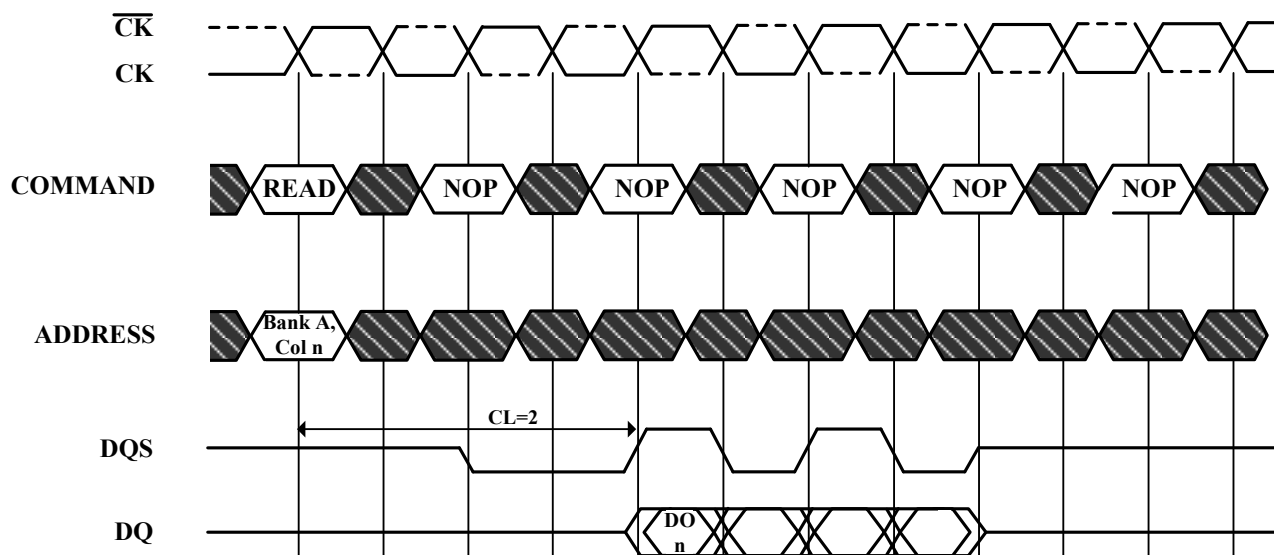 CK
CK
COMMAND READ NOP NOP NOP NOP NOP
ADDRESS Bank A,
Col n
CL=2
DQS
DQ DO
n